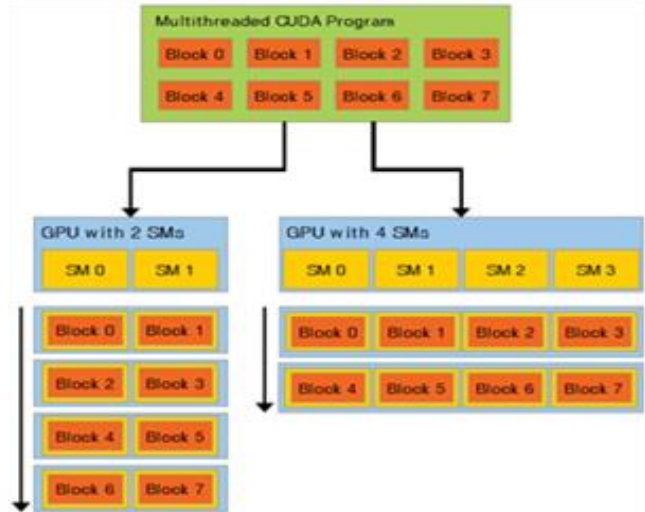 Multithreaded CUDA Program
Block 0 Block 1 Block 2 Block 3
Block 4 Block 5 Block 6 Block 7
GPU with 2 SMs
SM 0 SM 1
Block 0 Block 1
Block 2 Block 3
Block 4 Block 5
Block 6 Block 7
GPU with 4 SMs
SM 0 SM 1 SM 2 SM 3
Block 0 Block 1 Block 2 Block 3
Block 4 Block 5 Block 6 Block 7